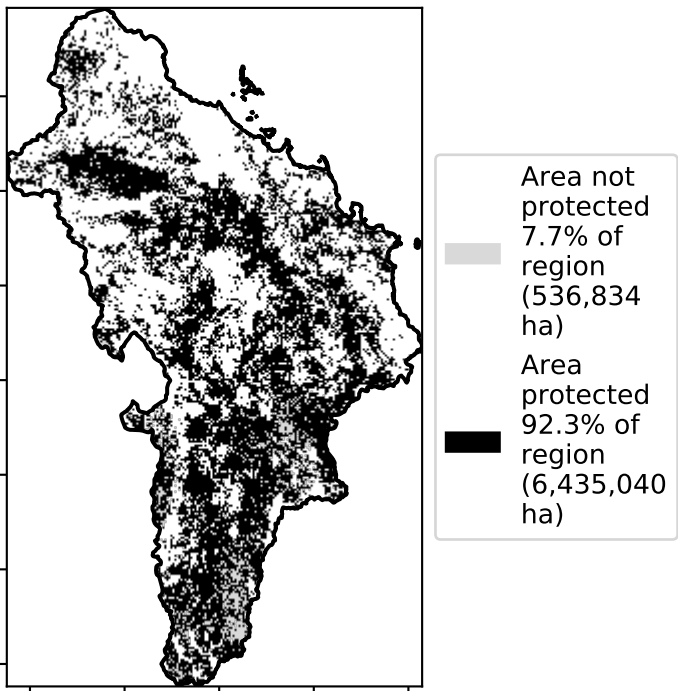 Area not
protected
7.7% of
region
(536,834
ha)
Area
protected
92.3% of
region
(6,435,040
ha)